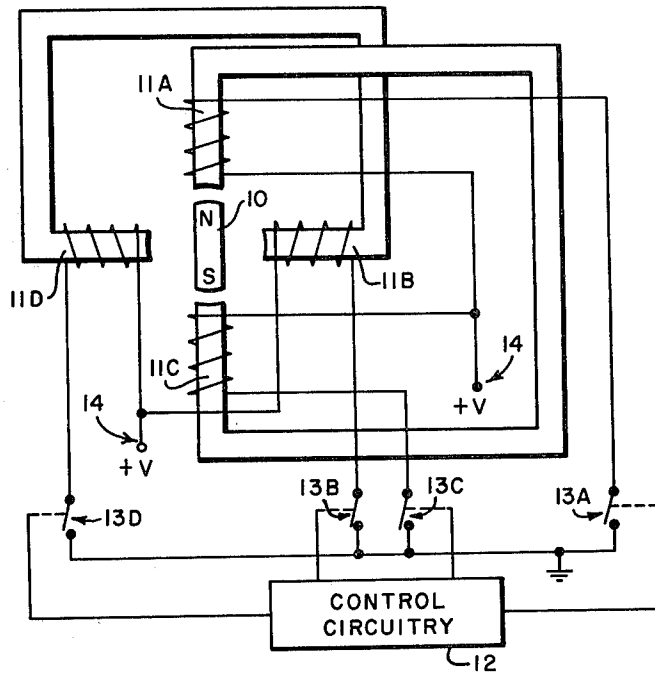 11A
N
10
S
11D
11B
11C
14
+V
14
+V
13B
13C
13A
13D
CONTROL
CIRCUITRY
12